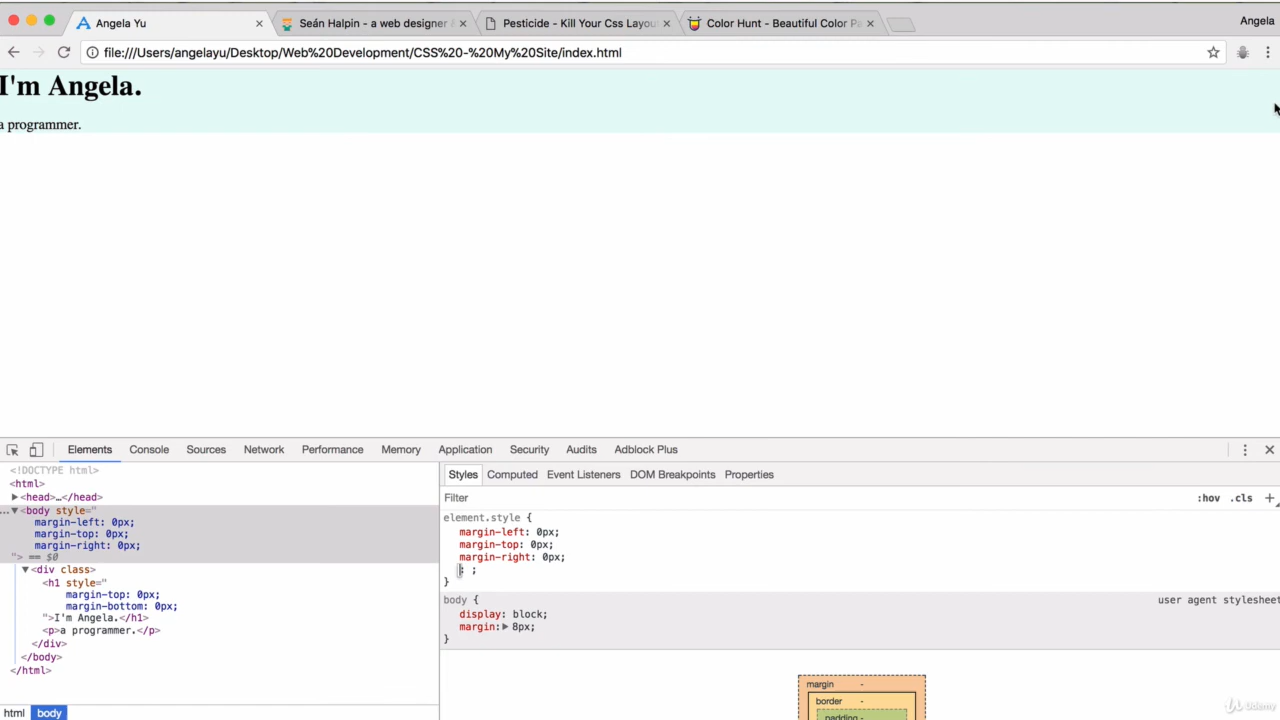 Angela Yu
Seán Halpin - a web designer
Pesticide - Kill Your Css Layou
Color Hunt - Beautiful Color Pa
Angela
file:///Users/angelayu/Desktop/Web%20Development/CSS%20-%20My%20Site/index.html
I'm Angela.
a programmer.
Elements Console Sources Network Performance Memory Application Security Audits Adblock Plus
<!DOCTYPE html>
<html>
▶<head>…</head>
…▼<body style="
margin-left: 0px;
margin-top: 0px;
margin-right: 0px;
"> == $0
▼<div class>
<h1 style="
margin-top: 0px;
margin-bottom: 0px;
">I'm Angela.</h1>
<p>a programmer.</p>
</div>
</body>
</html>
html body
Styles Computed Event Listeners DOM Breakpoints Properties
Filter :hov .cls +
element.style {
margin-left: 0px;
margin-top: 0px;
margin-right: 0px;
: ;
}
body { user agent stylesheet
display: block;
margin:▶ 8px;
}
margin -
border -
padding -
Udemy